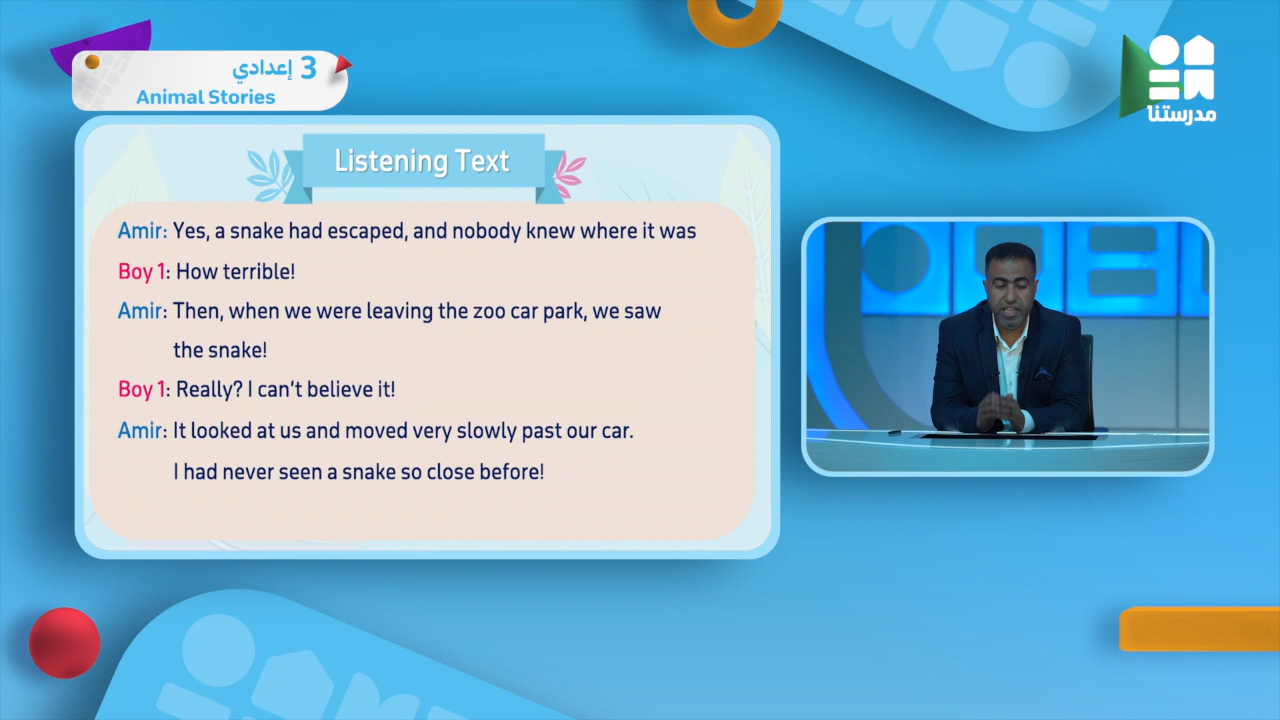 3 إعدادي
Animal Stories
مدرستنا
Listening Text
Amir: Yes, a snake had escaped, and nobody knew where it was
Boy 1: How terrible!
Amir: Then, when we were leaving the zoo car park, we saw
the snake!
Boy 1: Really? I can't believe it!
Amir: It looked at us and moved very slowly past our car.
I had never seen a snake so close before!